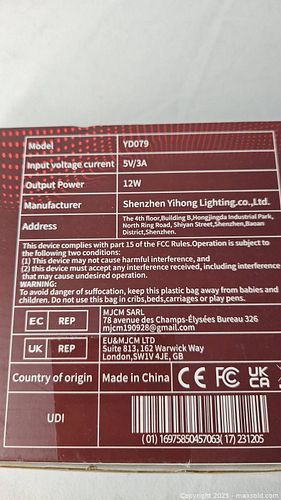 Model YD079
Input voltage current 5V/3A
Output Power 12W
Manufacturer Shenzhen Yihong Lighting.co.,Ltd.
Address The 4th floor,Building B,Hongjingda Industrial Park,
North Ring Road, Shiyan Street,Shenzhen,Baoan
District,Shenzhen.
This device complies with part 15 of the FCC Rules.Operation is subject to
the following two conditions:
(1) This device may not cause harmful interference, and
(2) this device must accept any interference received, including interference
that may cause undesired operation.
WARNING:
To avoid danger of suffocation, keep this plastic bag away from babies and
children. Do not use this bag in cribs,beds,carriages or play pens.
EC REP MJCM SARL
78 avenue des Champs-Élysées Bureau 326
mjcm190928@gmail.com
UK REP EU&MJCM LTD
Suite 813,162 Warwick Way
London,SW1V 4JE,GB
Country of origin Made in China CE FC UK CA
UDI
(01) 16975850457063(17) 231205
Copyright 2025 - maxsold.com